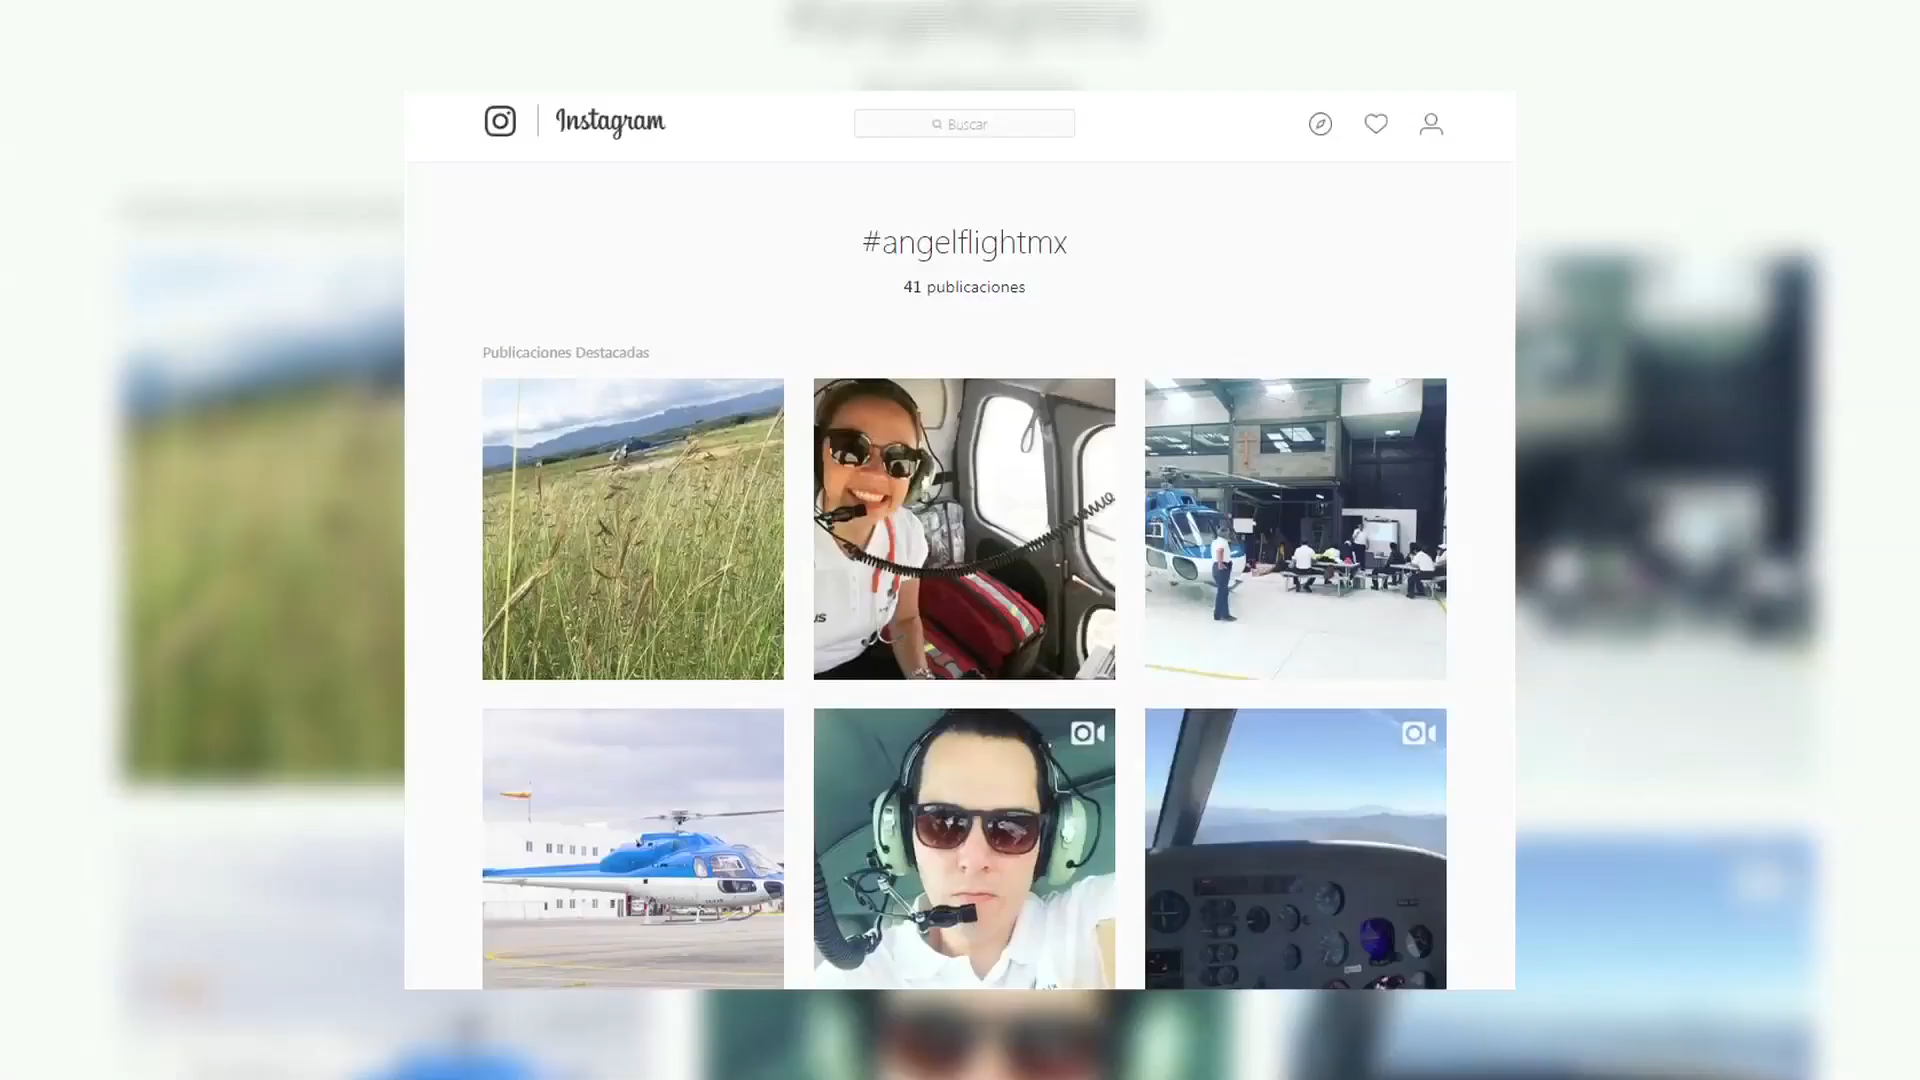 Instagram
Buscar
#angelflightmx
41 publicaciones
Publicaciones Destacadas